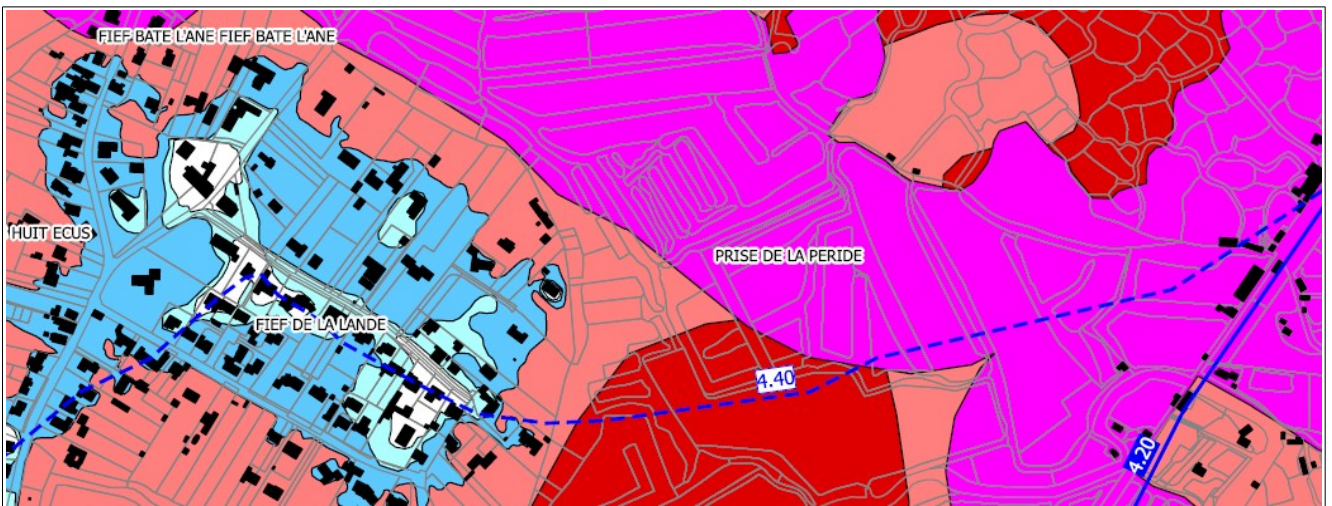 FIEF BATE L'ANE FIEF BATE L'ANE
HUIT ECUS
PRISE DE LA PERIDE
FIEF DE LA LANDE
4.40
4.20